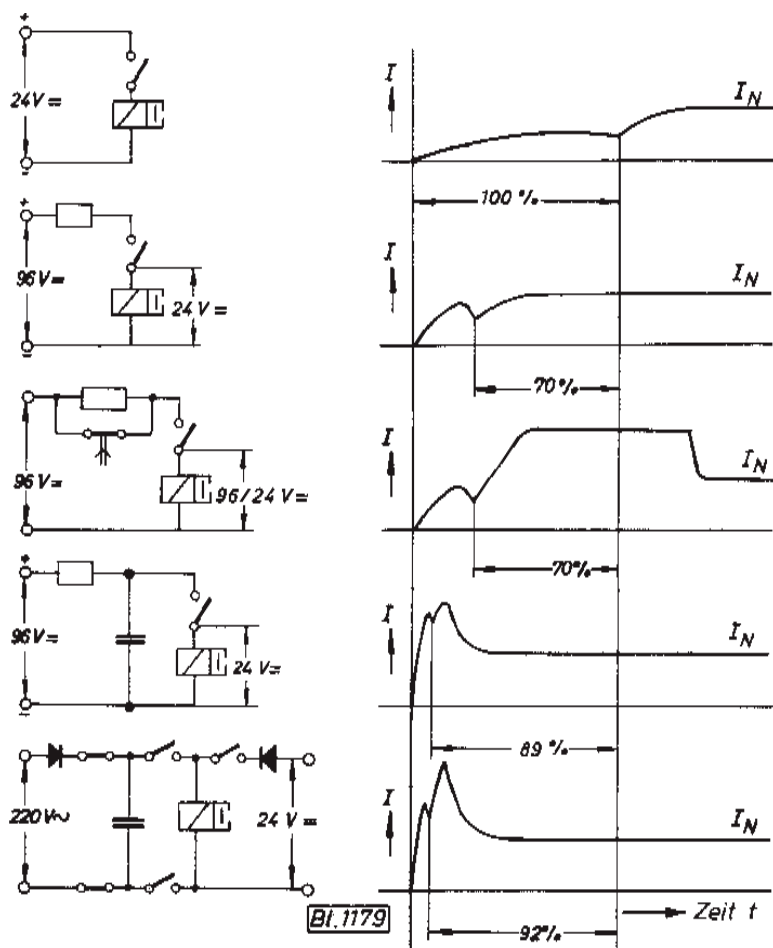 +
24V=
–
I
I_N
100 %
+
96V=
24 V=
–
I
I_N
70 %
96V=
96/24 V=
I
I_N
70 %
+
96V=
24 V=
–
I
I_N
89 %
220V~
24 V=
I
I_N
92 %
Zeit t
Bl.1179